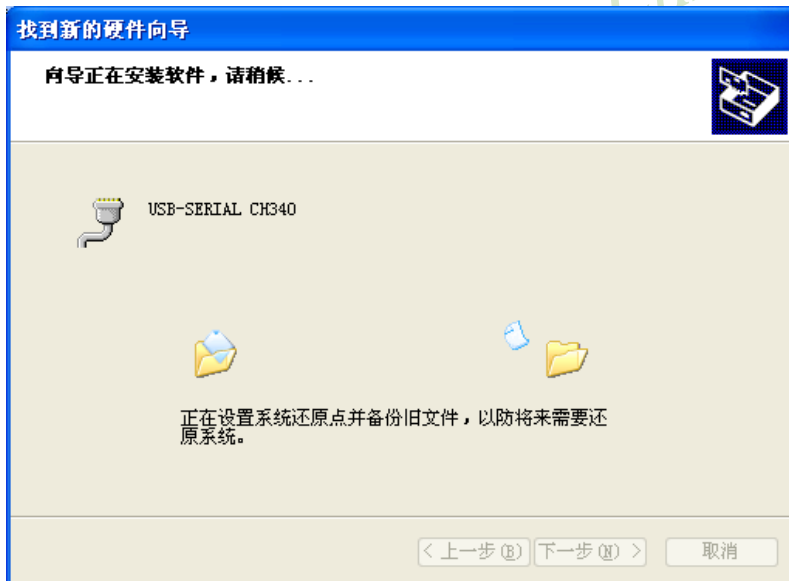 找到新的硬件向导
向导正在安装软件，请稍候...
USB-SERIAL CH340
正在设置系统还原点并备份旧文件，以防将来需要还
原系统。
< 上一步(B) 下一步(N) > 取消